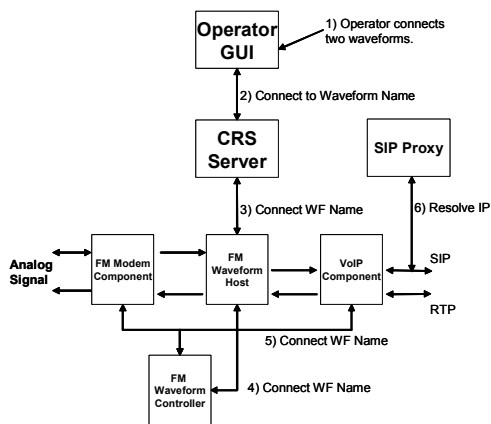 Operator
GUI
1) Operator connects
two waveforms.
2) Connect to Waveform Name
CRS
Server
SIP Proxy
3) Connect WF Name
6) Resolve IP
Analog
Signal
FM Modem
Component
FM
Waveform
Host
VoIP
Component
SIP
RTP
5) Connect WF Name
FM
Waveform
Controller
4) Connect WF Name